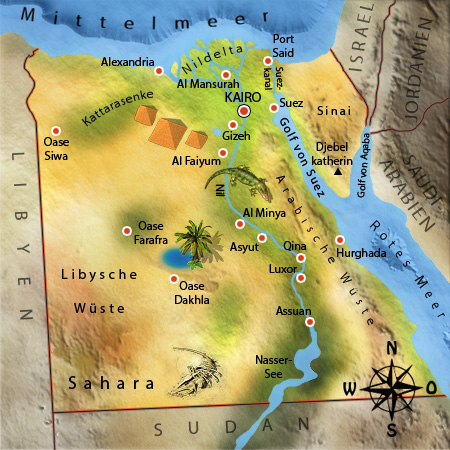 Mittelmeer
Port
Said
ISRAEL
JORDANIEN
Alexandria
Nildelta
Suez-
kanal
Al Mansurah
Kattarasenke
KAIRO
Suez
Sinai
Gizeh
Oase
Siwa
Al Faiyum
Golf von Suez
Djebel
katherin
Golf von Aqaba
SAUDI
ARABIEN
LIBYEN
Nil
Arabische Wüste
Al Minya
Oase
Farafra
Asyut
Qina
Hurghada
Rotes Meer
Libysche
Wüste
Luxor
Oase
Dakhla
Assuan
Nasser-
See
Sahara
N
W
O
S
SUDAN